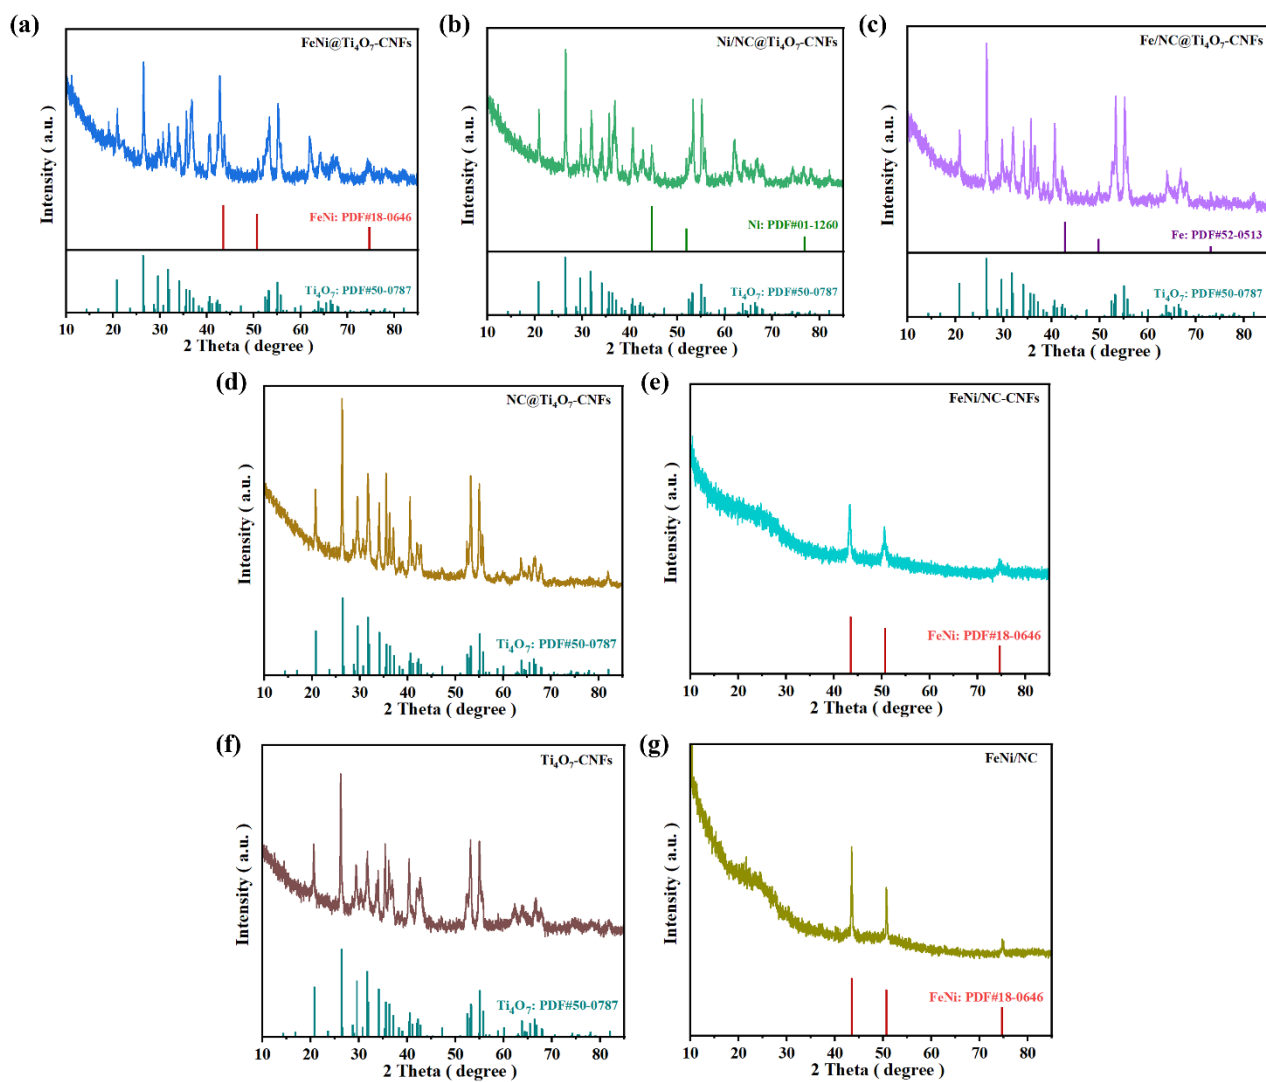 (a)
FeNi@Ti₄O₇-CNFs
Intensity ( a.u. )
FeNi: PDF#18-0646
Ti₄O₇: PDF#50-0787
10 20 30 40 50 60 70 80
2 Theta ( degree )
(b)
Ni/NC@Ti₄O₇-CNFs
Intensity ( a.u. )
Ni: PDF#01-1260
Ti₄O₇: PDF#50-0787
10 20 30 40 50 60 70 80
2 Theta ( degree )
(c)
Fe/NC@Ti₄O₇-CNFs
Intensity ( a.u. )
Fe: PDF#52-0513
Ti₄O₇: PDF#50-0787
10 20 30 40 50 60 70 80
2 Theta ( degree )
(d)
NC@Ti₄O₇-CNFs
Intensity ( a.u. )
Ti₄O₇: PDF#50-0787
10 20 30 40 50 60 70 80
2 Theta ( degree )
(e)
FeNi/NC-CNFs
Intensity ( a.u. )
FeNi: PDF#18-0646
10 20 30 40 50 60 70 80
2 Theta ( degree )
(f)
Ti₄O₇-CNFs
Intensity ( a.u. )
Ti₄O₇: PDF#50-0787
10 20 30 40 50 60 70 80
2 Theta ( degree )
(g)
FeNi/NC
Intensity ( a.u. )
FeNi: PDF#18-0646
10 20 30 40 50 60 70 80
2 Theta ( degree )